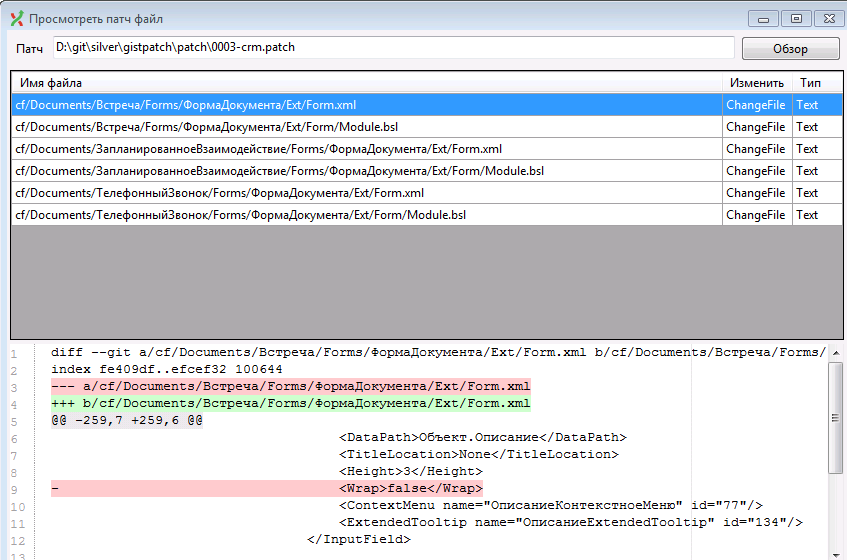 Просмотреть патч файл
Патч D:\git\silver\gistpatch\patch\0003-crm.patch Обзор
Имя файла Изменить Тип
cf/Documents/Встреча/Forms/ФормаДокумента/Ext/Form.xml ChangeFile Text
cf/Documents/Встреча/Forms/ФормаДокумента/Ext/Form/Module.bsl ChangeFile Text
cf/Documents/ЗапланированноеВзаимодействие/Forms/ФормаДокумента/Ext/Form.xml ChangeFile Text
cf/Documents/ЗапланированноеВзаимодействие/Forms/ФормаДокумента/Ext/Form/Module.bsl ChangeFile Text
cf/Documents/ТелефонныйЗвонок/Forms/ФормаДокумента/Ext/Form.xml ChangeFile Text
cf/Documents/ТелефонныйЗвонок/Forms/ФормаДокумента/Ext/Form/Module.bsl ChangeFile Text
1 diff --git a/cf/Documents/Встреча/Forms/ФормаДокумента/Ext/Form.xml b/cf/Documents/Встреча/Forms/
2 index fe409df..efcef32 100644
3 --- a/cf/Documents/Встреча/Forms/ФормаДокумента/Ext/Form.xml
4 +++ b/cf/Documents/Встреча/Forms/ФормаДокумента/Ext/Form.xml
5 @@ -259,7 +259,6 @@
6 <DataPath>Объект.Описание</DataPath>
7 <TitleLocation>None</TitleLocation>
8 <Height>3</Height>
9 - <Wrap>false</Wrap>
10 <ContextMenu name="ОписаниеКонтекстноеМеню" id="77"/>
11 <ExtendedTooltip name="ОписаниеExtendedTooltip" id="134"/>
12 </InputField>
13